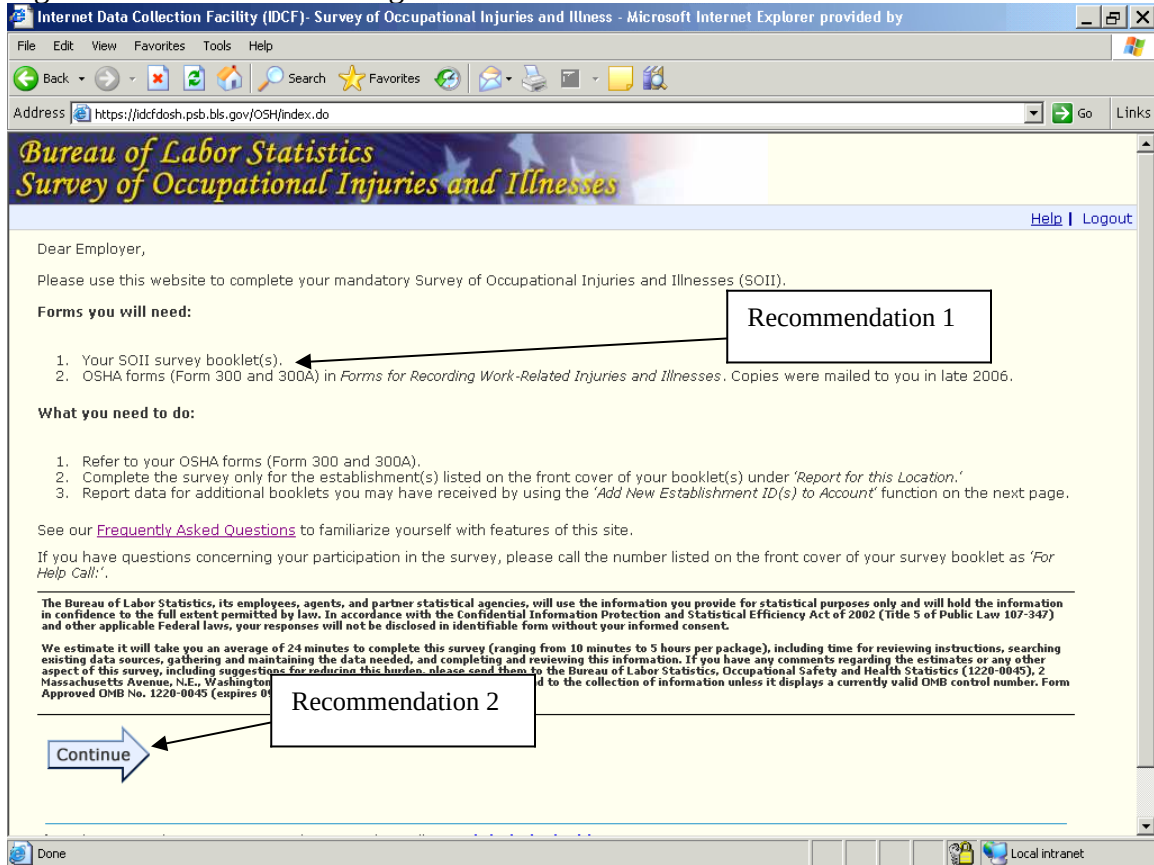 Internet Data Collection Facility (IDCF)- Survey of Occupational Injuries and Illness - Microsoft Internet Explorer provided by
File Edit View Favorites Tools Help
Back Search Favorites
Address https://idcfdosh.psb.bls.gov/OSH/index.do Go Links
Bureau of Labor Statistics
Survey of Occupational Injuries and Illnesses
Help | Logout
Dear Employer,
Please use this website to complete your mandatory Survey of Occupational Injuries and Illnesses (SOII).
Forms you will need:
Recommendation 1
1. Your SOII survey booklet(s).
2. OSHA forms (Form 300 and 300A) in Forms for Recording Work-Related Injuries and Illnesses. Copies were mailed to you in late 2006.
What you need to do:
1. Refer to your OSHA forms (Form 300 and 300A).
2. Complete the survey only for the establishment(s) listed on the front cover of your booklet(s) under 'Report for this Location.'
3. Report data for additional booklets you may have received by using the 'Add New Establishment ID(s) to Account' function on the next page.
See our Frequently Asked Questions to familiarize yourself with features of this site.
If you have questions concerning your participation in the survey, please call the number listed on the front cover of your survey booklet as 'For
Help Call:'.
The Bureau of Labor Statistics, its employees, agents, and partner statistical agencies, will use the information you provide for statistical purposes only and will hold the information
in confidence to the full extent permitted by law. In accordance with the Confidential Information Protection and Statistical Efficiency Act of 2002 (Title 5 of Public Law 107-347)
and other applicable Federal laws, your responses will not be disclosed in identifiable form without your informed consent.
We estimate it will take you an average of 24 minutes to complete this survey (ranging from 10 minutes to 5 hours per package), including time for reviewing instructions, searching
existing data sources, gathering and maintaining the data needed, and completing and reviewing this information. If you have any comments regarding the estimates or any other
aspect of this survey, including suggestions for reducing this burden, please send them to the Bureau of Labor Statistics, Occupational Safety and Health Statistics (1220-0045), 2
Massachusetts Avenue, N.E., Washington to the collection of information unless it displays a currently valid OMB control number. Form
Approved OMB No. 1220-0045 (expires
Recommendation 2
Continue
Done Local intranet